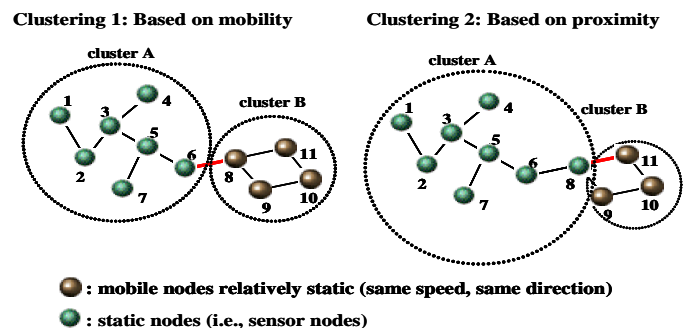 Clustering 1: Based on mobility
Clustering 2: Based on proximity
cluster A
cluster B
1
2
3
4
5
6
7
8
9
10
11
cluster A
cluster B
1
2
3
4
5
6
7
8
9
10
11
: mobile nodes relatively static (same speed, same direction)
: static nodes (i.e., sensor nodes)